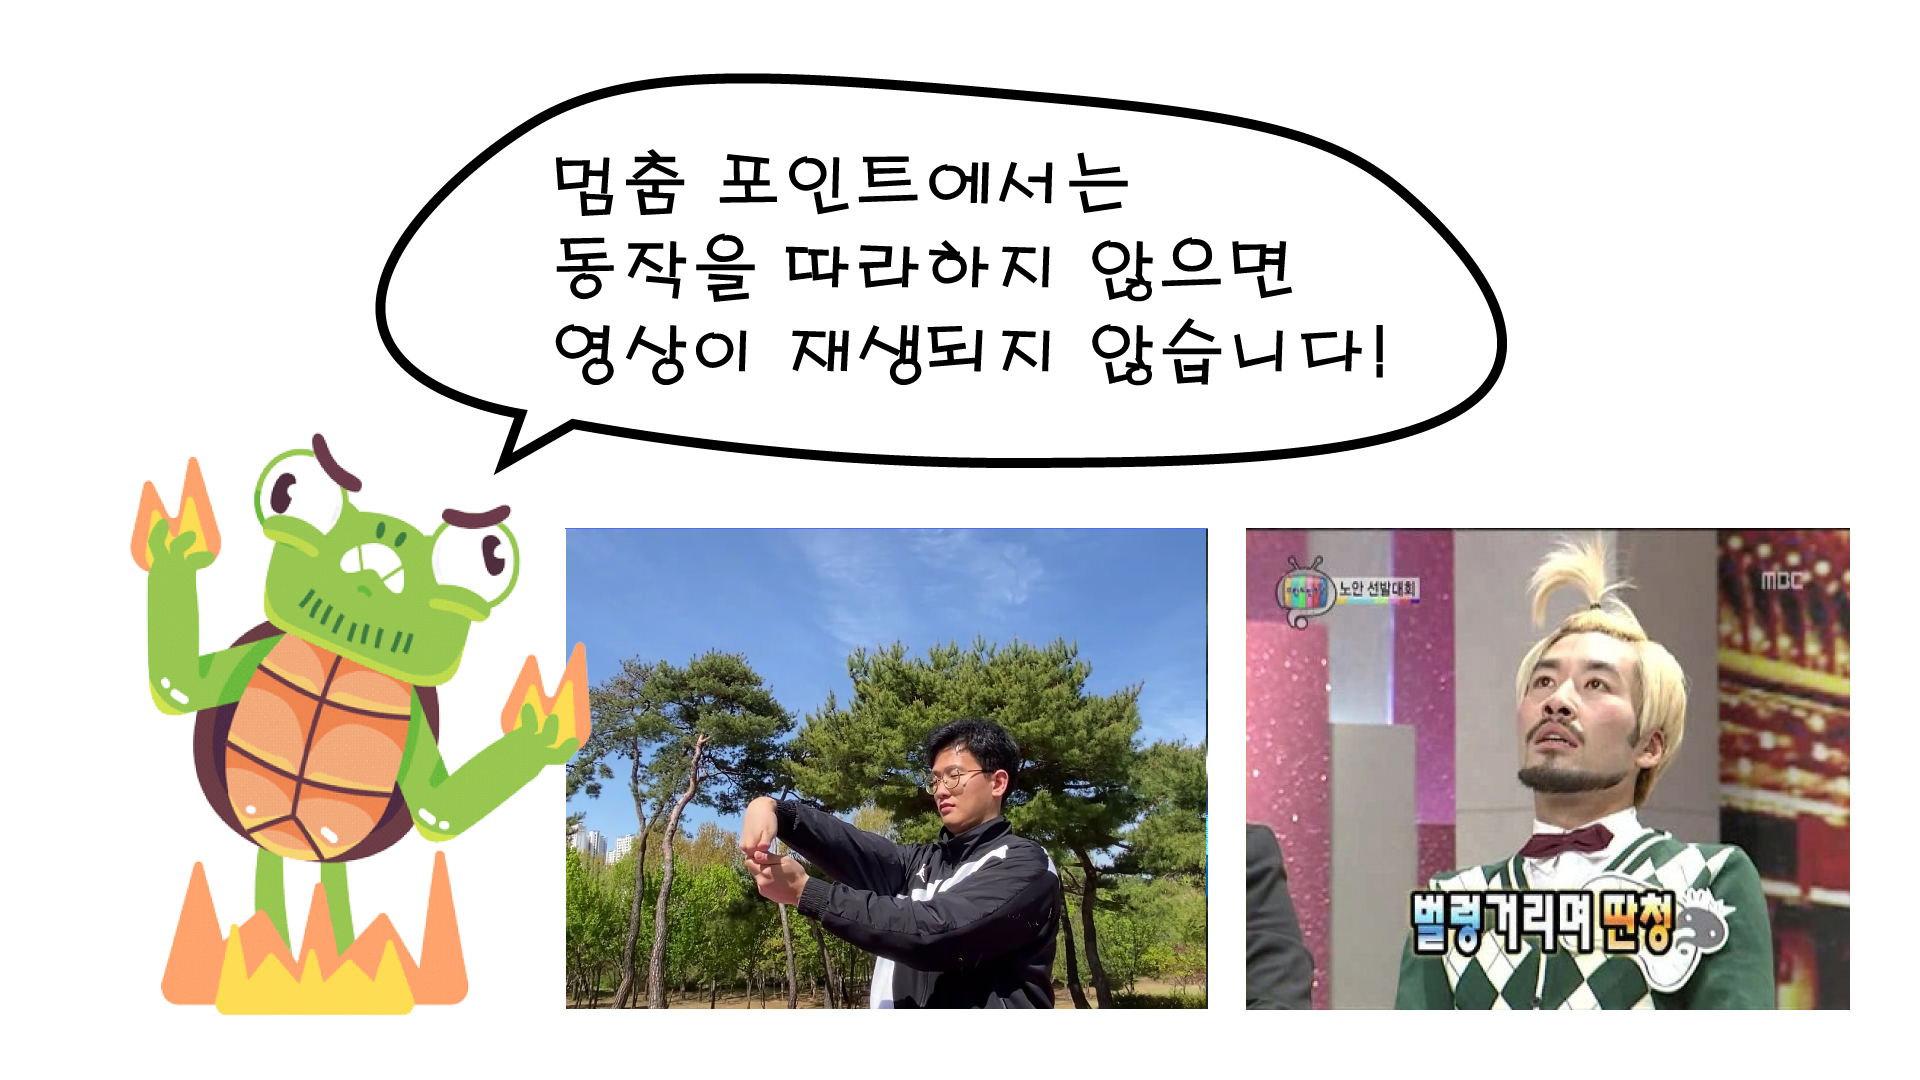 멈춤 포인트에서는
동작을 따라하지 않으면
영상이 재생되지 않습니다!
노안 선발대회
MBC
벌렁거리며 딴청